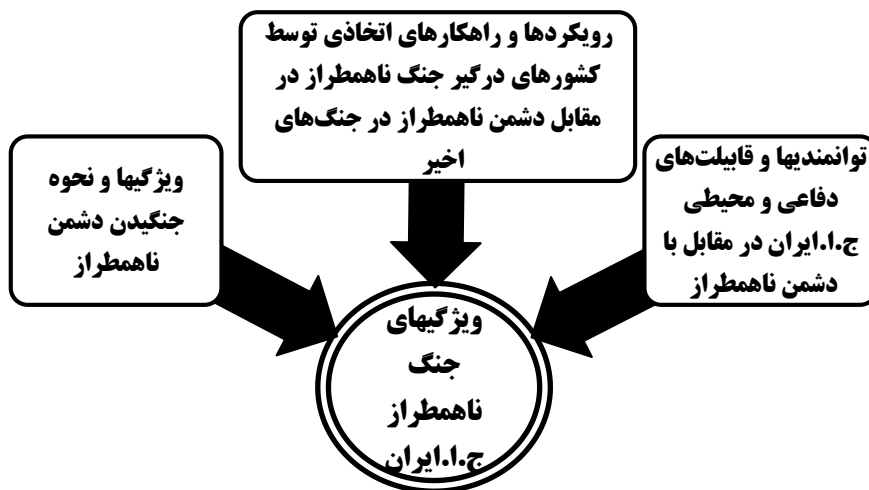 رویکردها و راهکارهای اتخاذی توسط
کشورهای درگیر جنگ ناهمطراز در
مقابل دشمن ناهمطراز در جنگ‌های
اخیر
توانمندیها و قابیلت‌های
دفاعی و محیطی
ج.ا.ایران در مقابل با
دشمن ناهمطراز
ویژگیها و نحوه
جنگیدن دشمن
ناهمطراز
ویژگیهای
جنگ
ناهمطراز
ج.ا.ایران